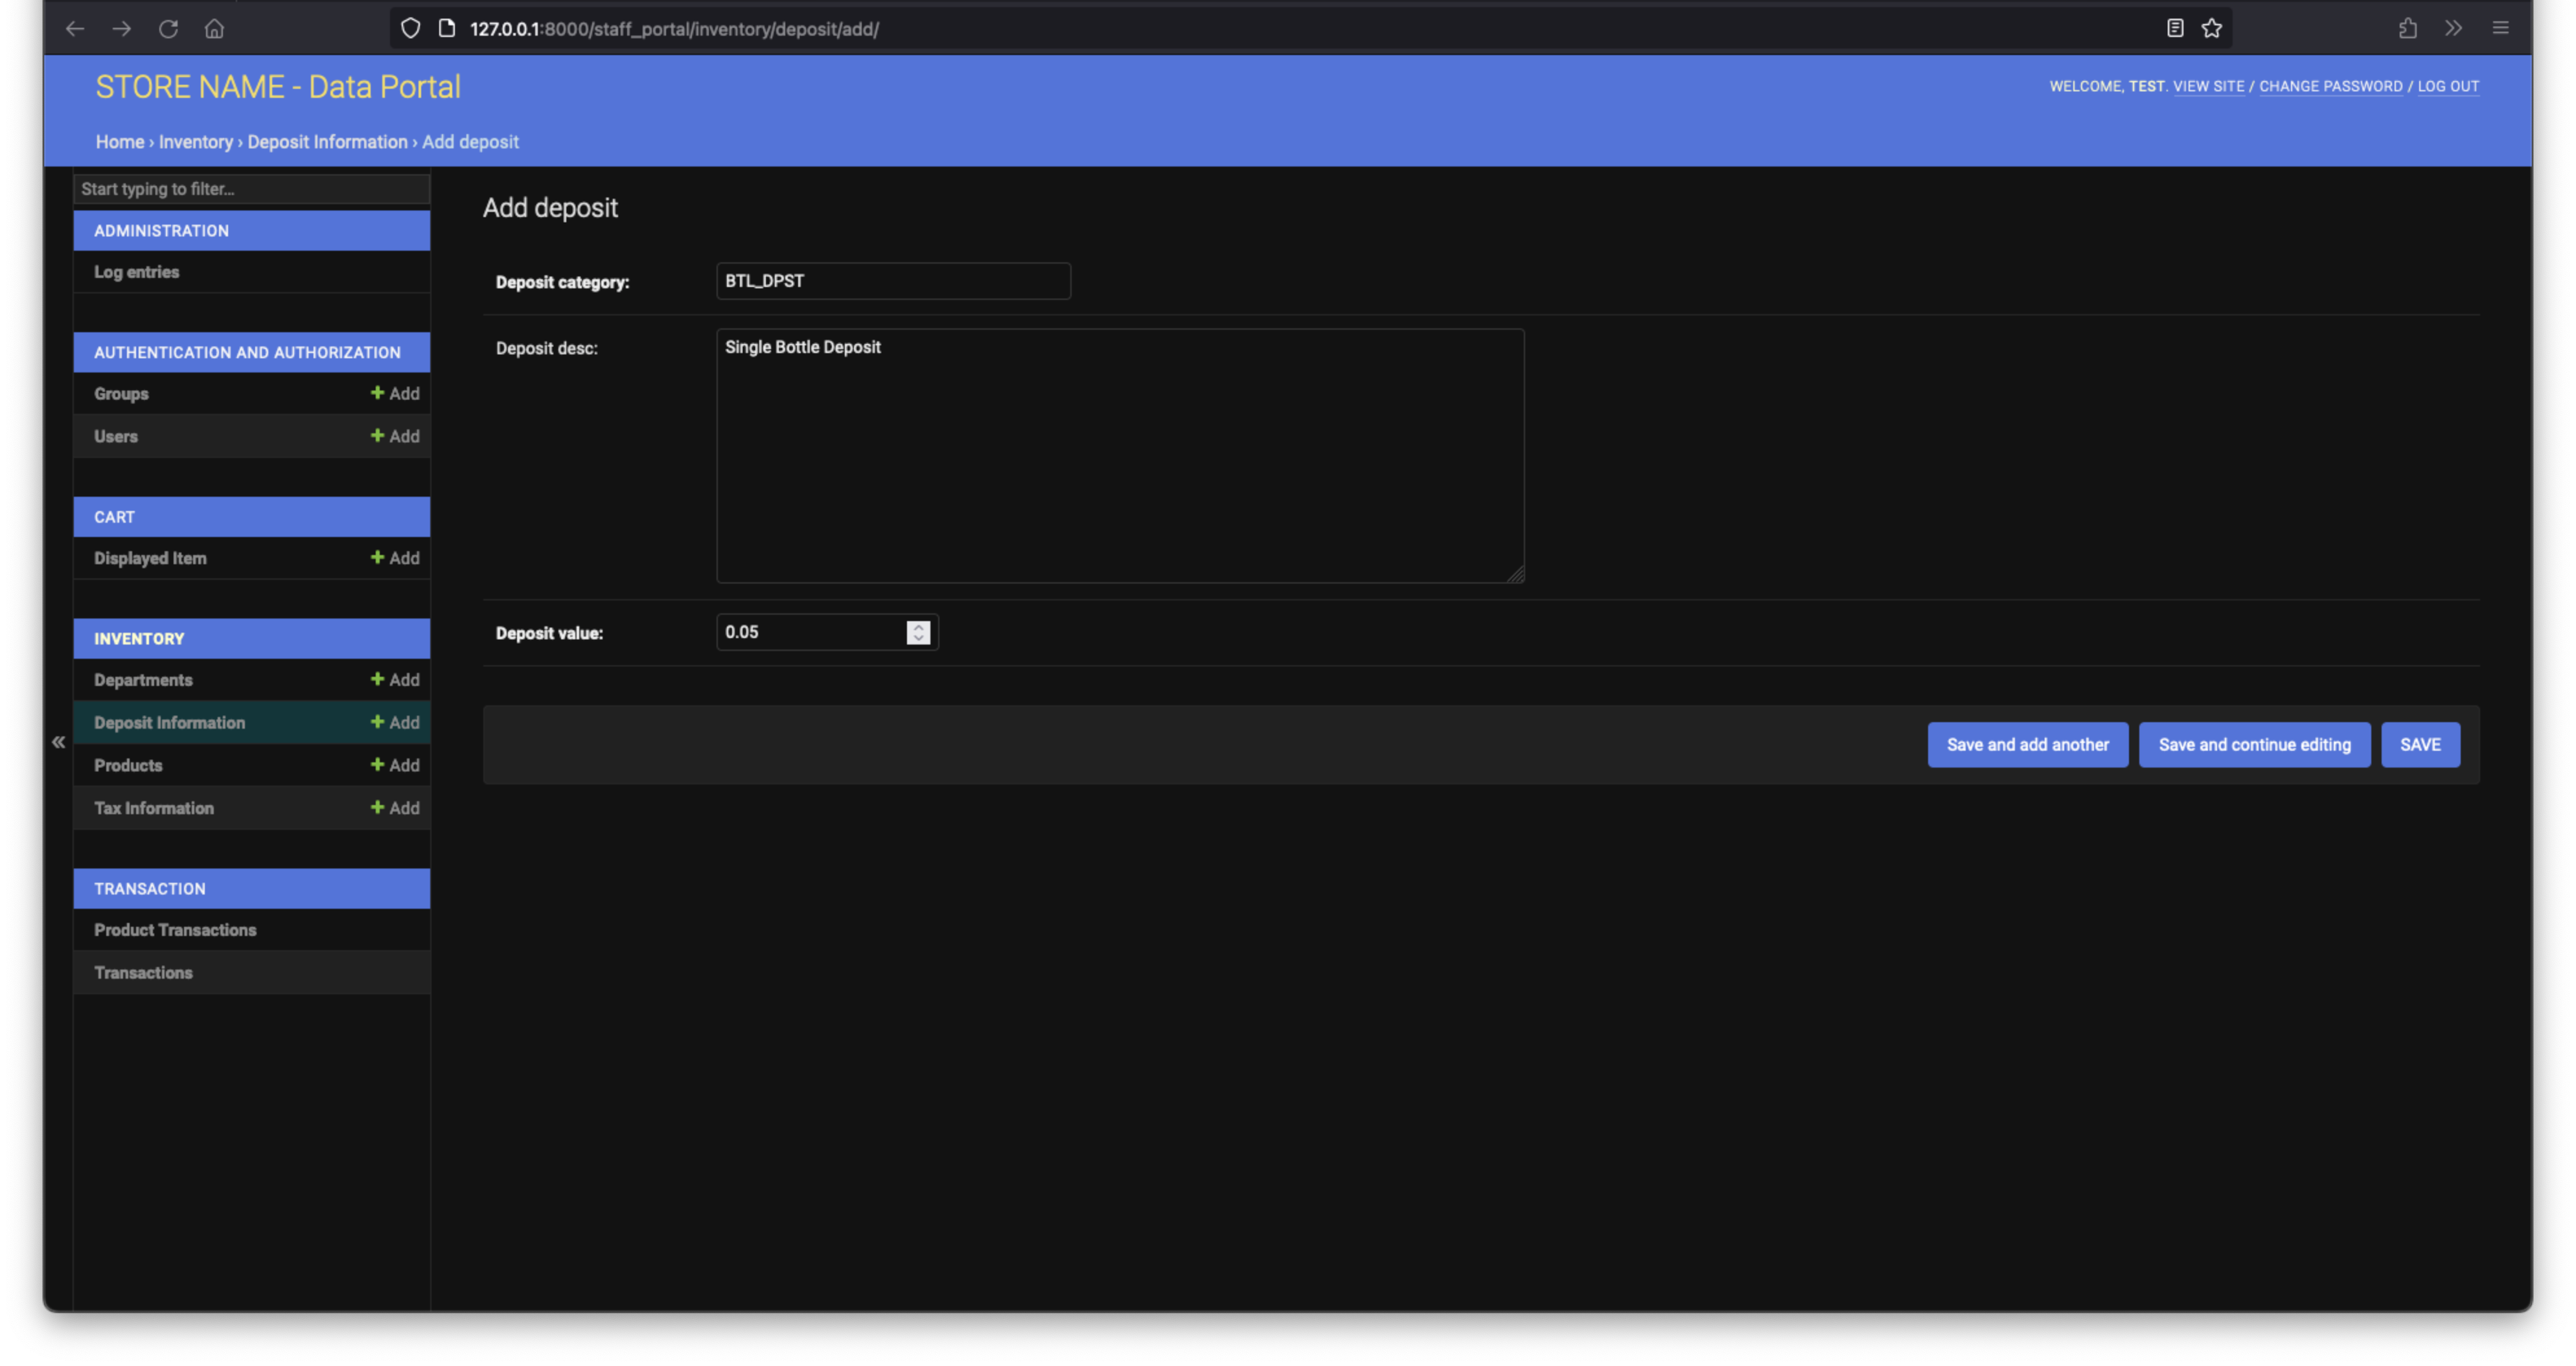 127.0.0.1:8000/staff_portal/inventory/deposit/add/
STORE NAME - Data Portal
WELCOME, TEST. VIEW SITE / CHANGE PASSWORD / LOG OUT
Home › Inventory › Deposit Information › Add deposit
Start typing to filter...
ADMINISTRATION
Log entries
AUTHENTICATION AND AUTHORIZATION
Groups + Add
Users + Add
CART
Displayed Item + Add
INVENTORY
Departments + Add
Deposit Information + Add
Products + Add
Tax Information + Add
TRANSACTION
Product Transactions
Transactions
«
Add deposit
Deposit category: BTL_DPST
Deposit desc: Single Bottle Deposit
Deposit value: 0.05
Save and add another Save and continue editing SAVE